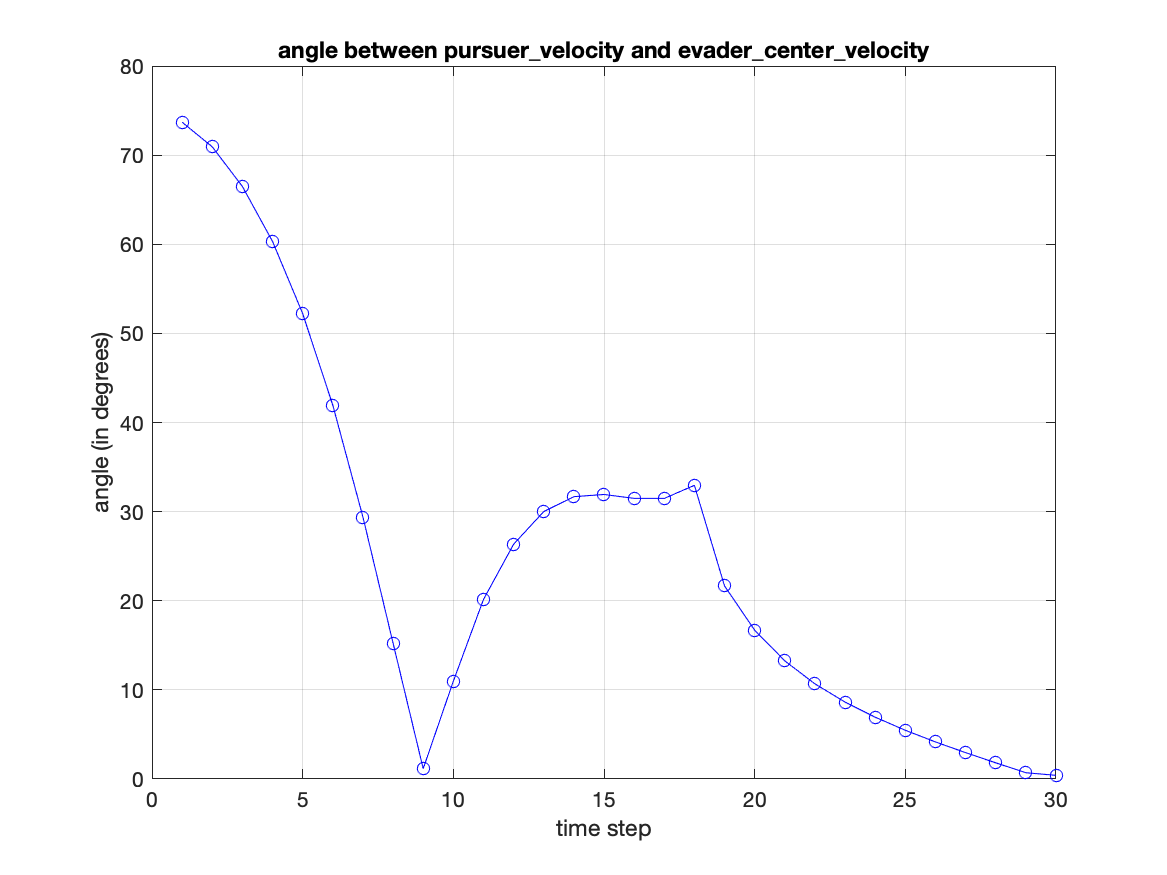 angle between pursuer_velocity and evader_center_velocity
80
70
60
50
40
30
20
10
0
angle (in degrees)
0 5 10 15 20 25 30
time step